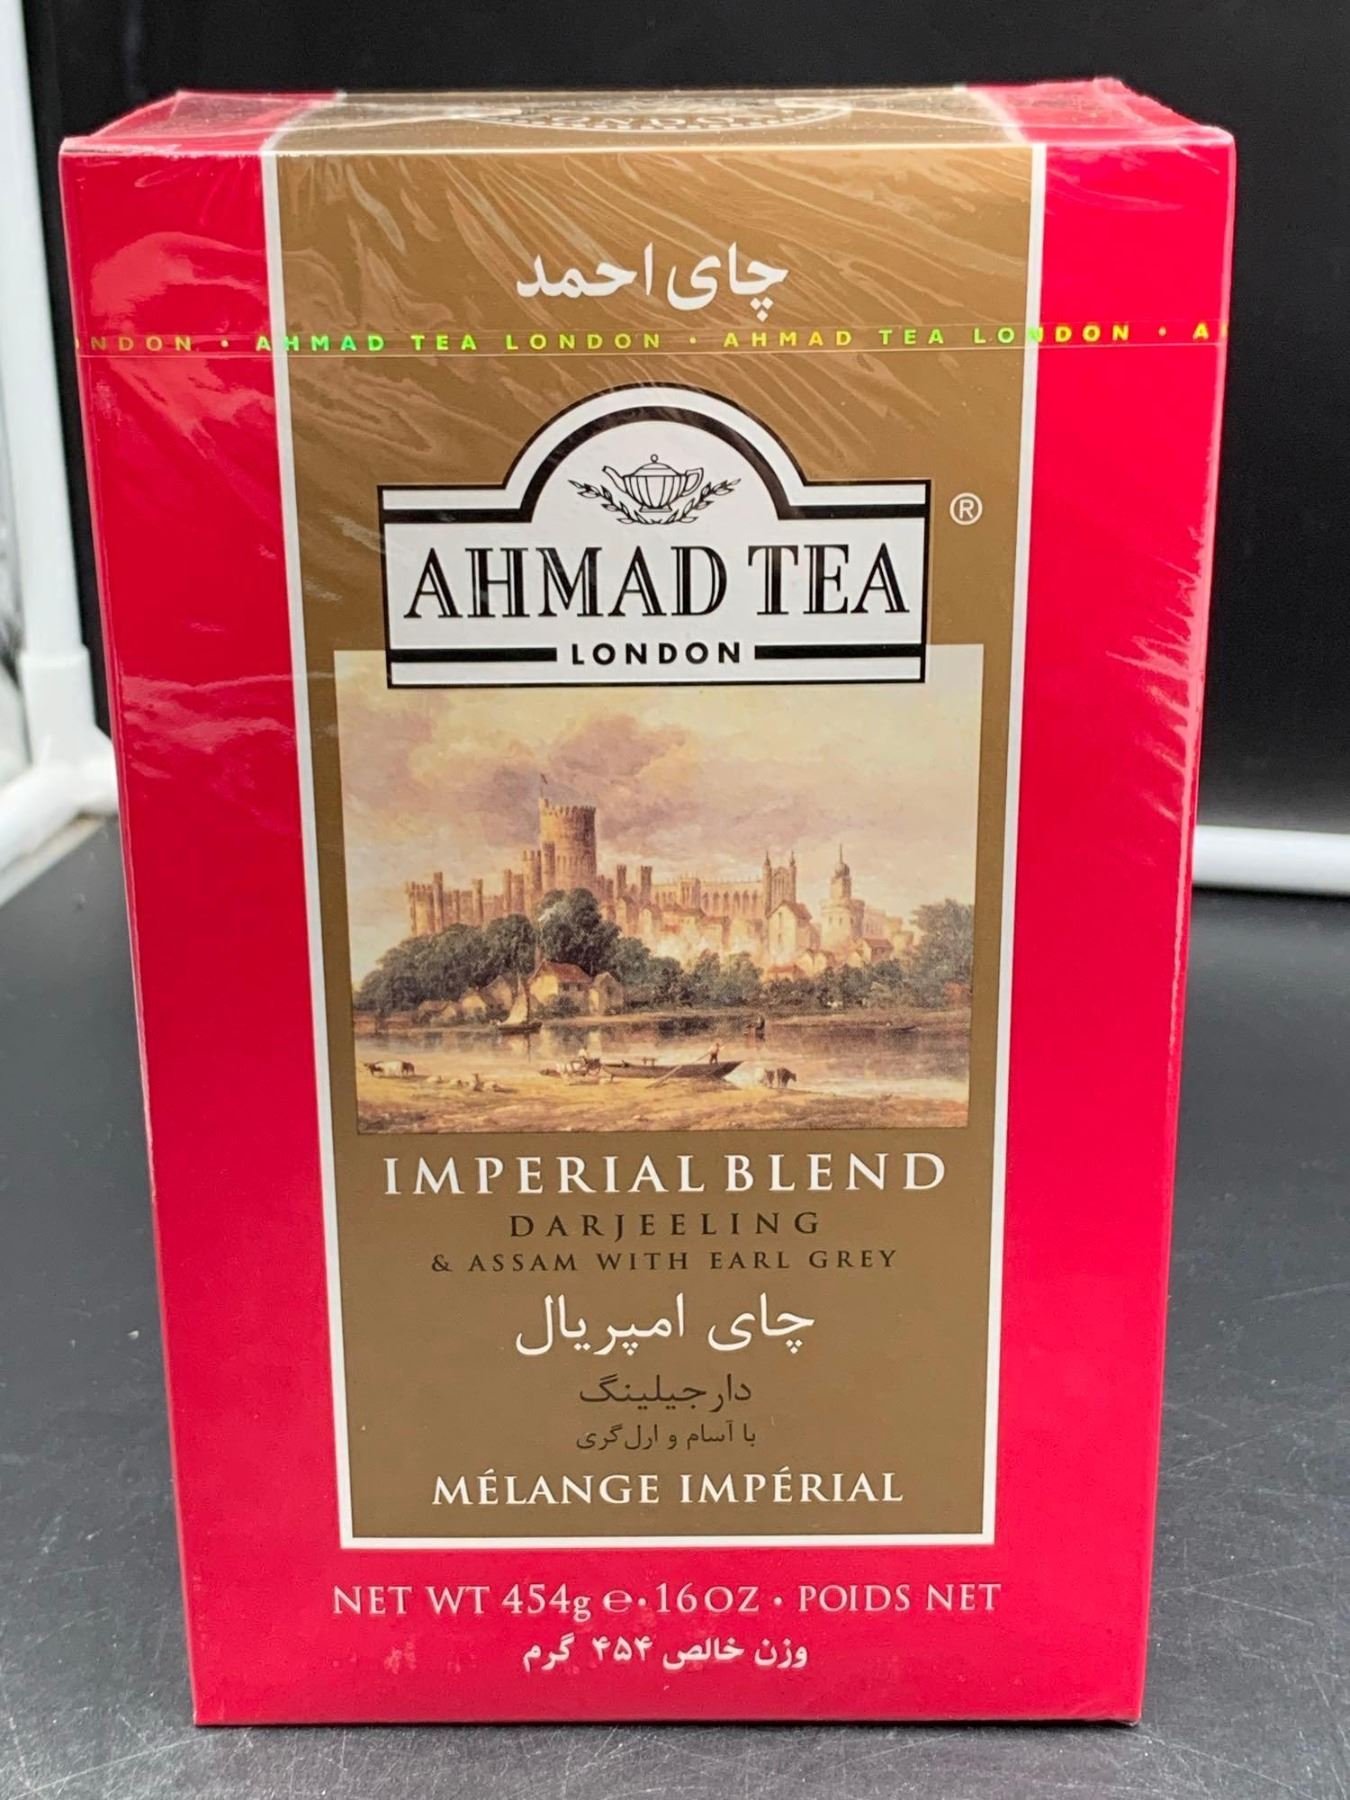 LONDON
چای احمد
NDON • AHMAD TEA LONDON • AHMAD TEA LONDON • A
®
AHMAD TEA
LONDON
IMPERIAL BLEND
DARJEELING
& ASSAM WITH EARL GREY
چای امپریال
دارجیلینگ
با آسام و ارل‌گری
MÉLANGE IMPÉRIAL
NET WT 454g ℮ • 16 OZ • POIDS NET
وزن خالص ۴۵۴ گرم